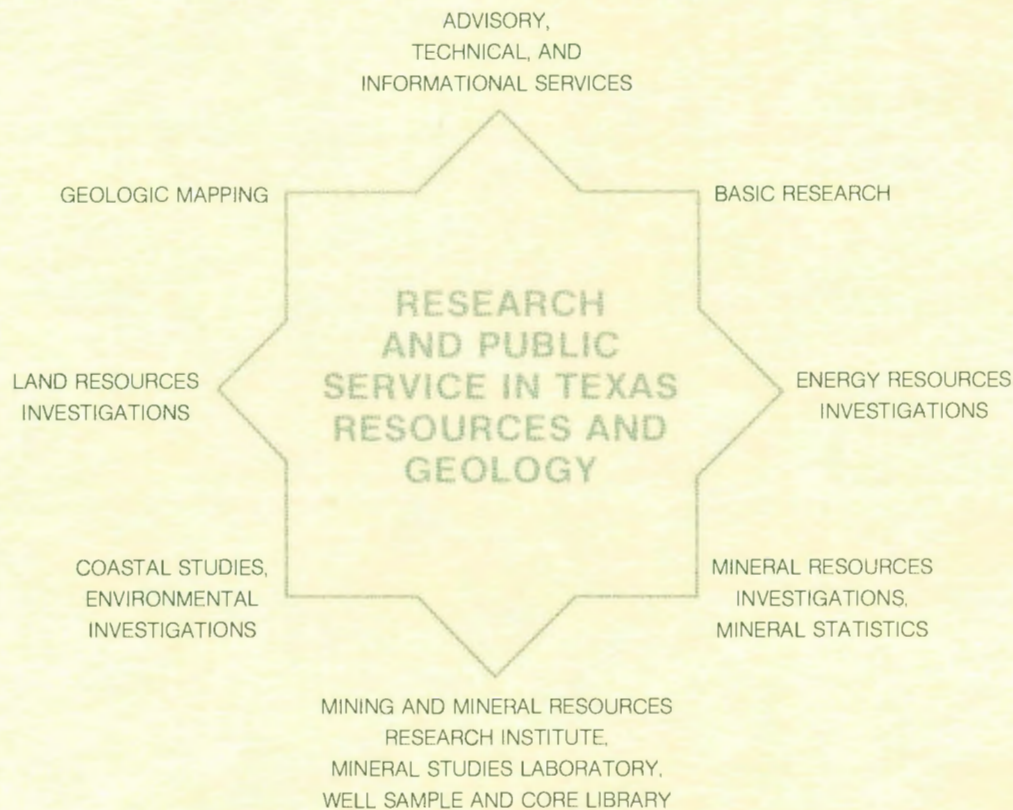 ADVISORY,
TECHNICAL, AND
INFORMATIONAL SERVICES
GEOLOGIC MAPPING
BASIC RESEARCH
RESEARCH
AND PUBLIC
SERVICE IN TEXAS
RESOURCES AND
GEOLOGY
LAND RESOURCES
INVESTIGATIONS
ENERGY RESOURCES
INVESTIGATIONS
COASTAL STUDIES,
ENVIRONMENTAL
INVESTIGATIONS
MINERAL RESOURCES
INVESTIGATIONS,
MINERAL STATISTICS
MINING AND MINERAL RESOURCES
RESEARCH INSTITUTE,
MINERAL STUDIES LABORATORY,
WELL SAMPLE AND CORE LIBRARY